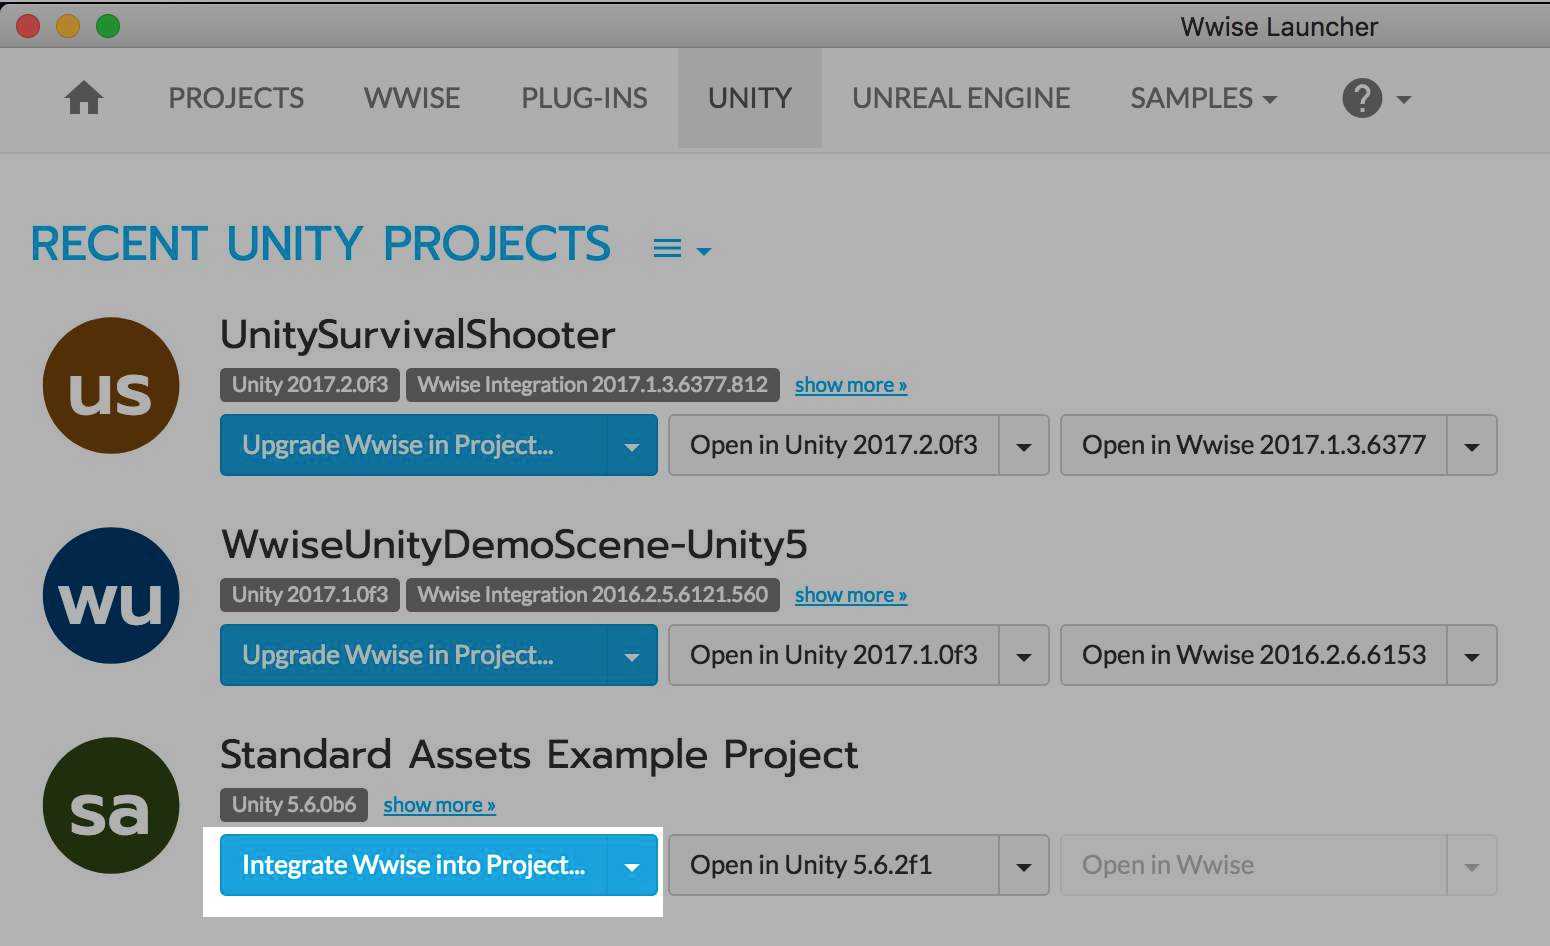 Wwise Launcher
PROJECTS WWISE PLUG-INS UNITY UNREAL ENGINE SAMPLES ?
RECENT UNITY PROJECTS
us
UnitySurvivalShooter
Unity 2017.2.0f3 Wwise Integration 2017.1.3.6377.812 show more »
Upgrade Wwise in Project... Open in Unity 2017.2.0f3 Open in Wwise 2017.1.3.6377
wu
WwiseUnityDemoScene-Unity5
Unity 2017.1.0f3 Wwise Integration 2016.2.5.6121.560 show more »
Upgrade Wwise in Project... Open in Unity 2017.1.0f3 Open in Wwise 2016.2.6.6153
sa
Standard Assets Example Project
Unity 5.6.0b6 show more »
Integrate Wwise into Project... Open in Unity 5.6.2f1 Open in Wwise